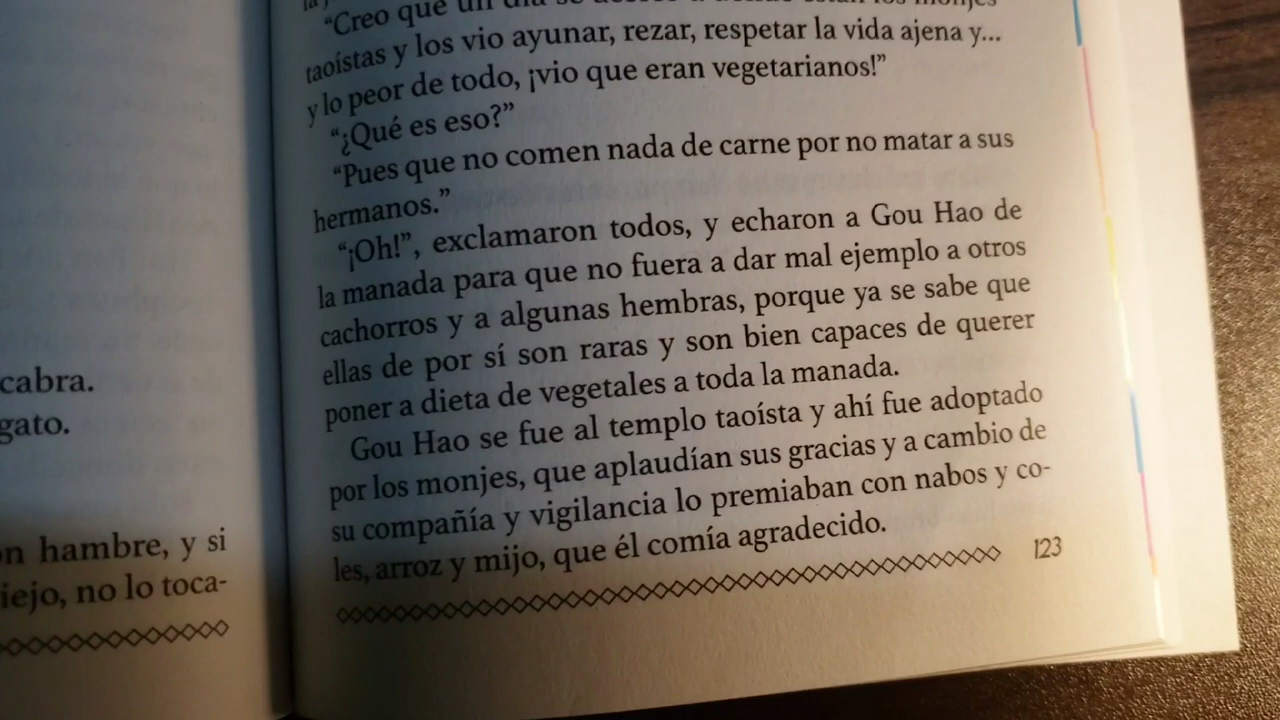 cabra.
gato.
hambre, y si
no lo toca-
“Creo que un día se
taoístas y los vio ayunar, rezar, respetar la vida ajena y...
y lo peor de todo, ¡vio que eran vegetarianos!”
“¿Qué es eso?”
“Pues que no comen nada de carne por no matar a sus
hermanos.”
“¡Oh!”, exclamaron todos, y echaron a Gou Hao de
la manada para que no fuera a dar mal ejemplo a otros
cachorros y a algunas hembras, porque ya se sabe que
ellas de por sí son raras y son bien capaces de querer
poner a dieta de vegetales a toda la manada.
Gou Hao se fue al templo taoísta y ahí fue adoptado
por los monjes, que aplaudían sus gracias y a cambio de
su compañía y vigilancia lo premiaban con nabos y co-
les, arroz y mijo, que él comía agradecido.
123